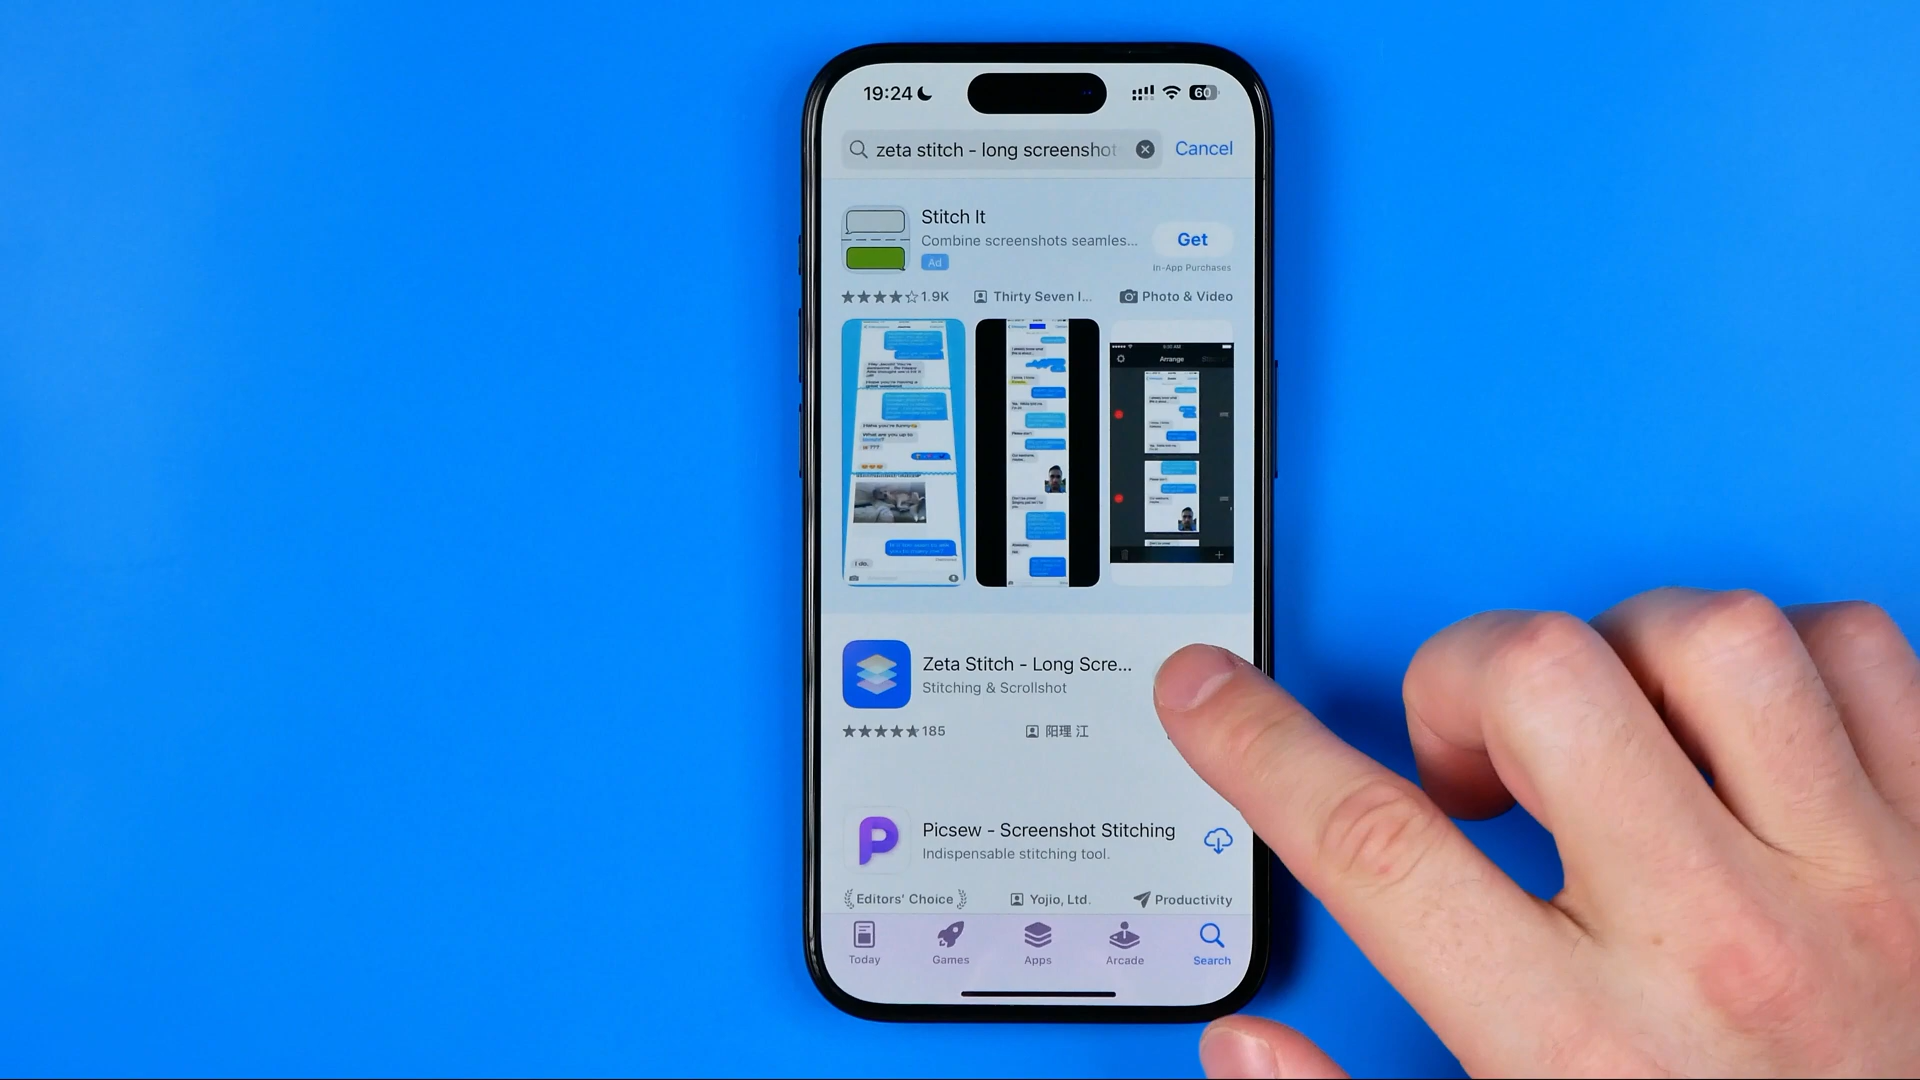 19:24
60
zeta stitch - long screenshot
Cancel
Stitch It
Combine screenshots seamles...
Ad
Get
In-App Purchases
1.9K
Thirty Seven I...
Photo & Video
Arrange
Zeta Stitch - Long Scre...
Stitching & Scrollshot
185
阳理 江
Picsew - Screenshot Stitching
Indispensable stitching tool.
Editors' Choice
Yojio, Ltd.
Productivity
Today
Games
Apps
Arcade
Search